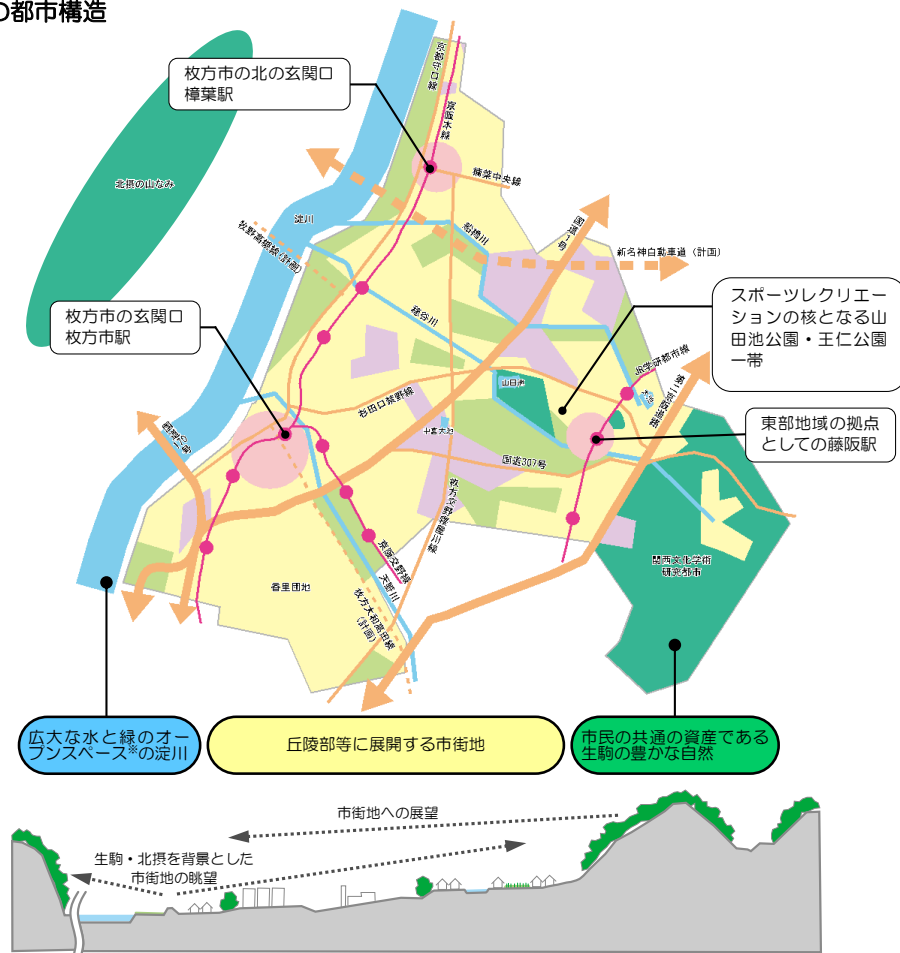 の都市構造
枚方市の北の玄関口
樟葉駅
京都守口線
京阪本線
北摂の山なみ
楠葉中央線
淀川
国道1号
船橋川
牧野高槻線(計画)
新名神自動車道(計画)
枚方市の玄関口
枚方市駅
スポーツレクリエー
ションの核となる山
田池公園・王仁公園
一帯
穂谷川
JR学研都市線
山田池
第二京阪道路
杉田口禁野線
中宮大池
東部地域の拠点
としての藤阪駅
国道307号
枚方交野寝屋川線
関西文化学術
研究都市
京阪交野線
天野川
香里団地
枚方大和高田線
(計画)
広大な水と緑のオー
プンスペース※の淀川
丘陵部等に展開する市街地
市民の共通の資産である
生駒の豊かな自然
市街地への展望
生駒・北摂を背景とした
市街地の眺望